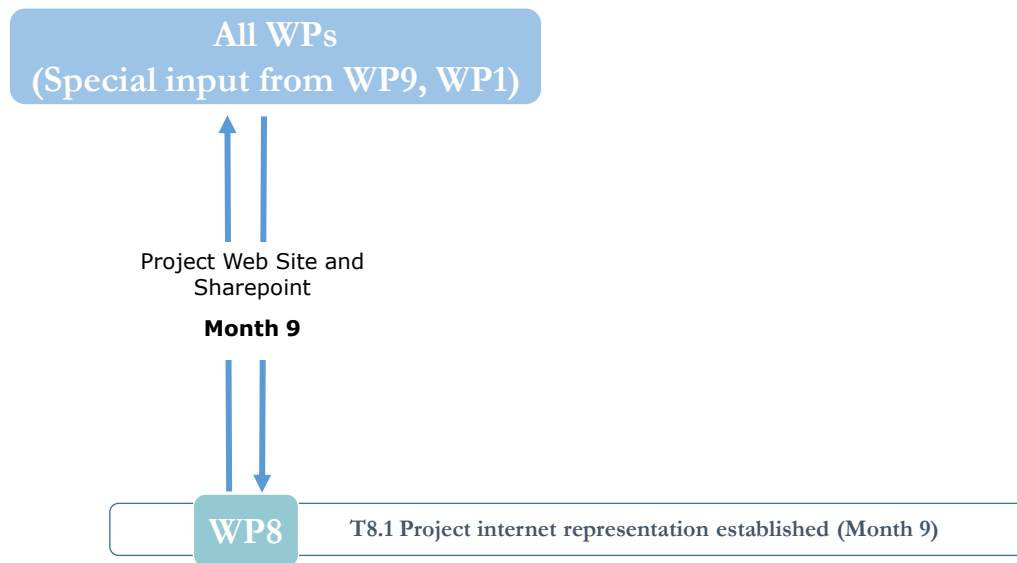 All WPs
(Special input from WP9, WP1)
Project Web Site and
Sharepoint
Month 9
WP8
T8.1 Project internet representation established (Month 9)